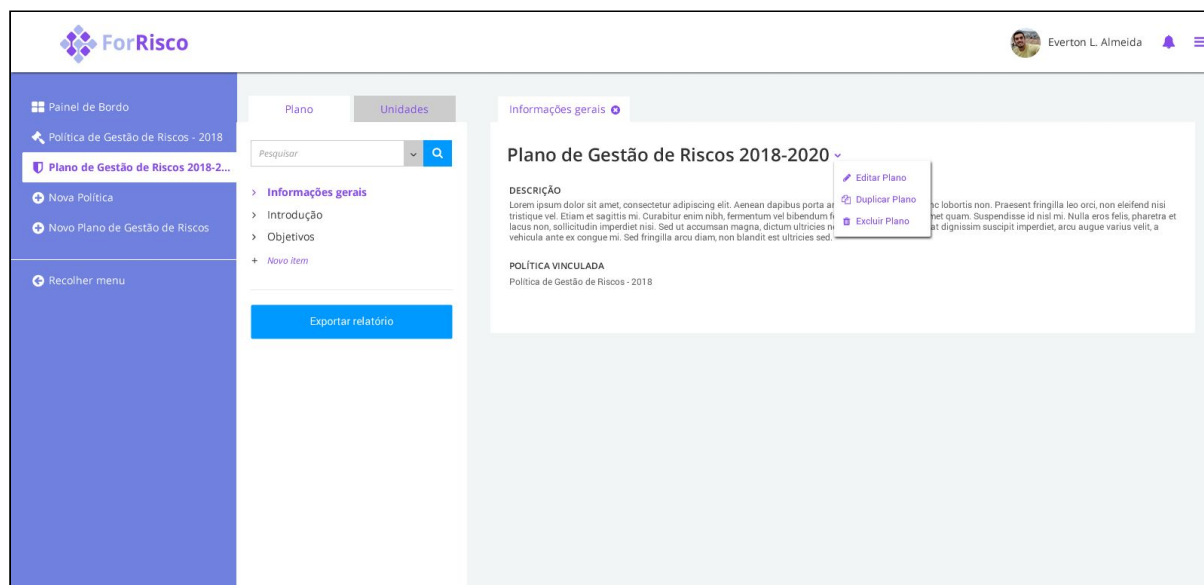 ForRisco
Everton L. Almeida
Painel de Bordo
Política de Gestão de Riscos - 2018
Plano de Gestão de Riscos 2018-2...
Nova Política
Novo Plano de Gestão de Riscos
Recolher menu
Plano
Unidades
Pesquisar
Informações gerais
Introdução
Objetivos
+ Novo item
Exportar relatório
Informações gerais
Plano de Gestão de Riscos 2018-2020
Editar Plano
Duplicar Plano
Excluir Plano
DESCRIÇÃO
Lorem ipsum dolor sit amet, consectetur adipiscing elit. Aenean dapibus porta lobortis non. Praesent fringilla leo orci, non eleifend nisi
tristique vel. Etiam et sagittis mi. Curabitur enim nibh, fermentum vel bibendum quam. Suspendisse id nisl mi. Nulla eros felis, pharetra et
lacus non, sollicitudin imperdiet nisi. Sed ut accumsan magna, dictum ultricies dignissim suscipit imperdiet, arcu augue varius velit, a
vehicula ante ex congue mi. Sed fringilla arcu diam, non blandit est ultricies sed.
POLÍTICA VINCULADA
Política de Gestão de Riscos - 2018